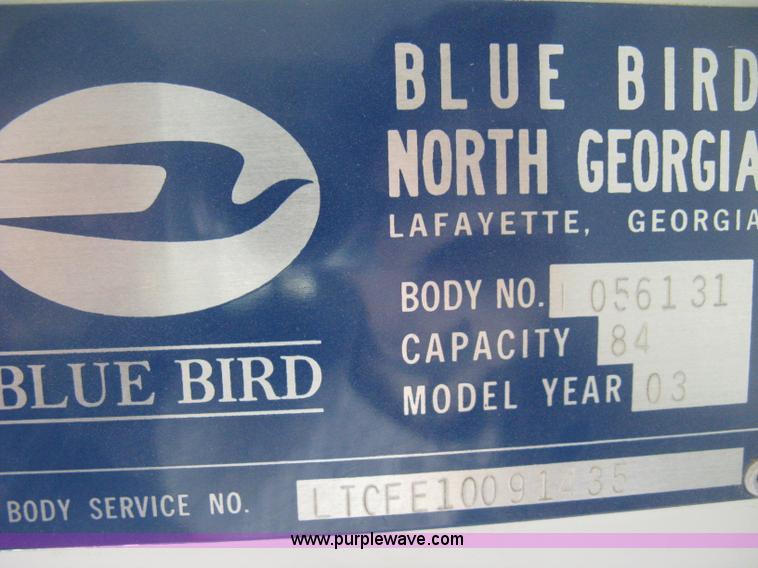 BLUE BIRD
NORTH GEORGIA
LAFAYETTE, GEORGIA
BODY NO. 056131
CAPACITY 84
MODEL YEAR 03
BLUE BIRD
BODY SERVICE NO. LTCFE10091435
www.purplewave.com